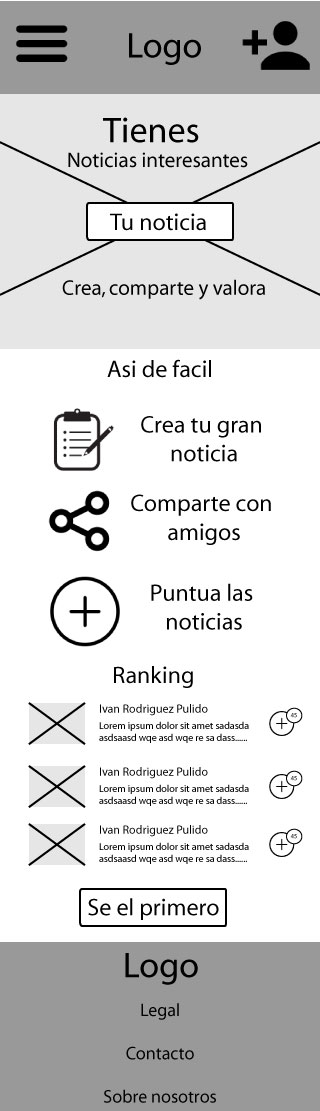 Logo
Tienes
Noticias interesantes
Tu noticia
Crea, comparte y valora
Asi de facil
Crea tu gran
noticia
Comparte con
amigos
Puntua las
noticias
Ranking
Ivan Rodriguez Pulido
Lorem ipsum dolor sit amet sadasda
asdsaasd wqe asd wqe re sa dass......
45
Ivan Rodriguez Pulido
Lorem ipsum dolor sit amet sadasda
asdsaasd wqe asd wqe re sa dass......
45
Ivan Rodriguez Pulido
Lorem ipsum dolor sit amet sadasda
asdsaasd wqe asd wqe re sa dass......
45
Se el primero
Logo
Legal
Contacto
Sobre nosotros